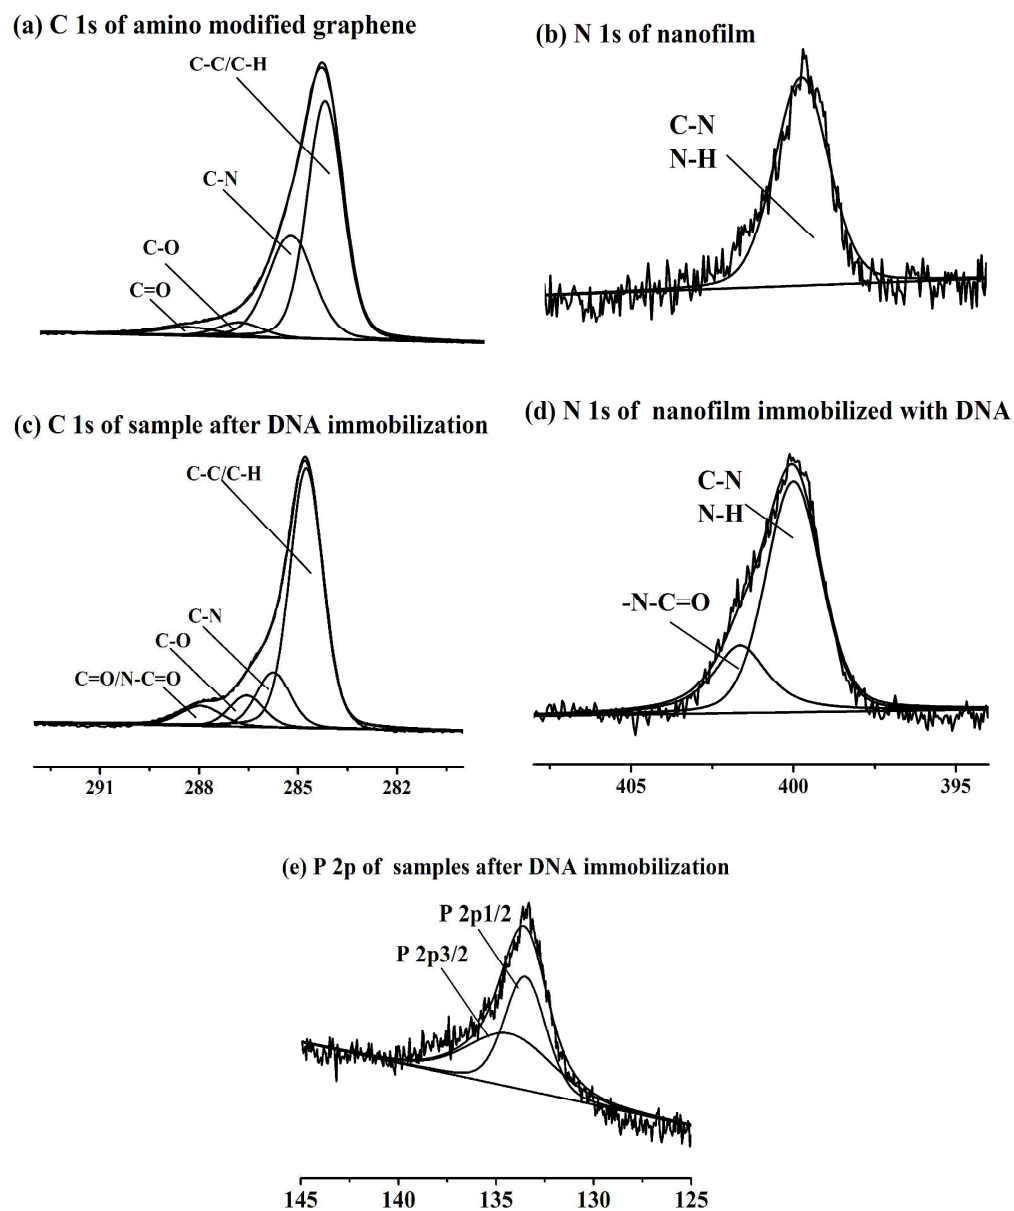 (a) C 1s of amino modified graphene
C-C/C-H
C-N
C-O
C=O
(b) N 1s of nanofilm
C-N
N-H
(c) C 1s of sample after DNA immobilization
C-C/C-H
C-N
C-O
C=O/N-C=O
291 288 285 282
(d) N 1s of nanofilm immobilized with DNA
C-N
N-H
-N-C=O
405 400 395
(e) P 2p of samples after DNA immobilization
P 2p1/2
P 2p3/2
145 140 135 130 125